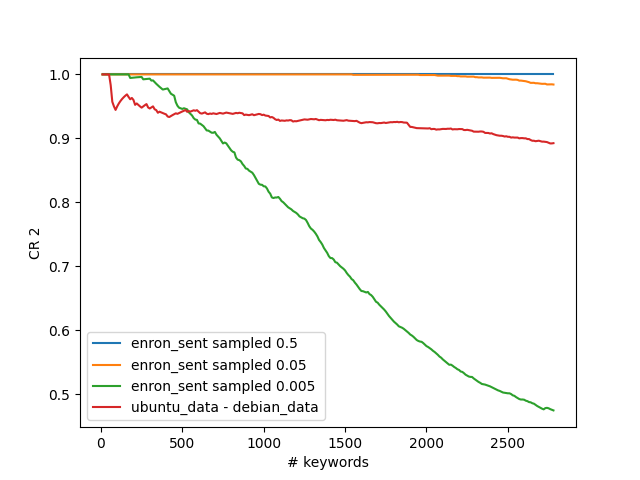 1.0
0.9
0.8
0.7
0.6
0.5
CR 2
enron_sent sampled 0.5
enron_sent sampled 0.05
enron_sent sampled 0.005
ubuntu_data - debian_data
0 500 1000 1500 2000 2500
# keywords